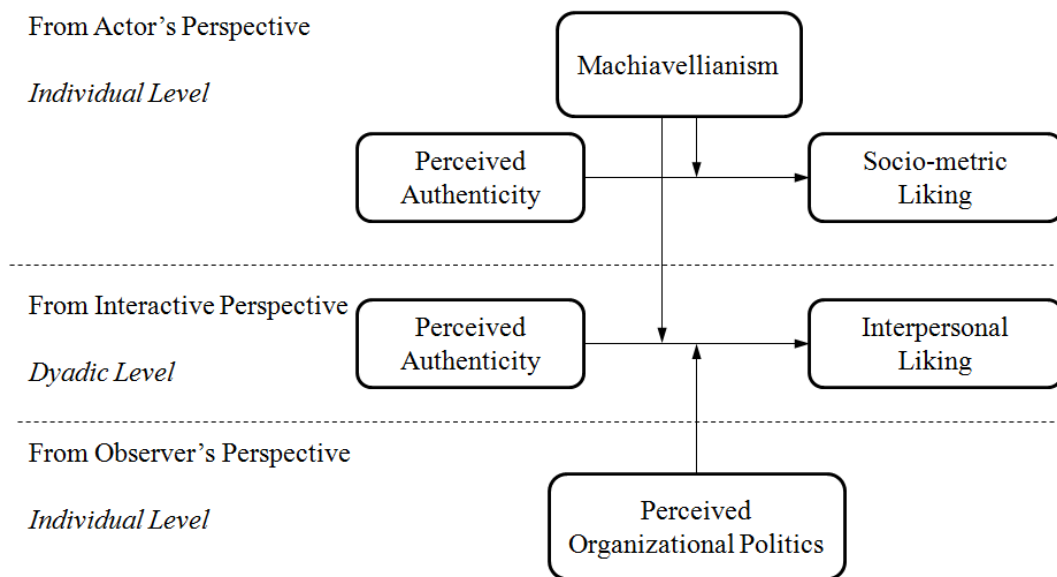 From Actor's Perspective
Individual Level
Machiavellianism
Perceived
Authenticity
Socio-metric
Liking
From Interactive Perspective
Dyadic Level
Perceived
Authenticity
Interpersonal
Liking
From Observer's Perspective
Individual Level
Perceived
Organizational Politics